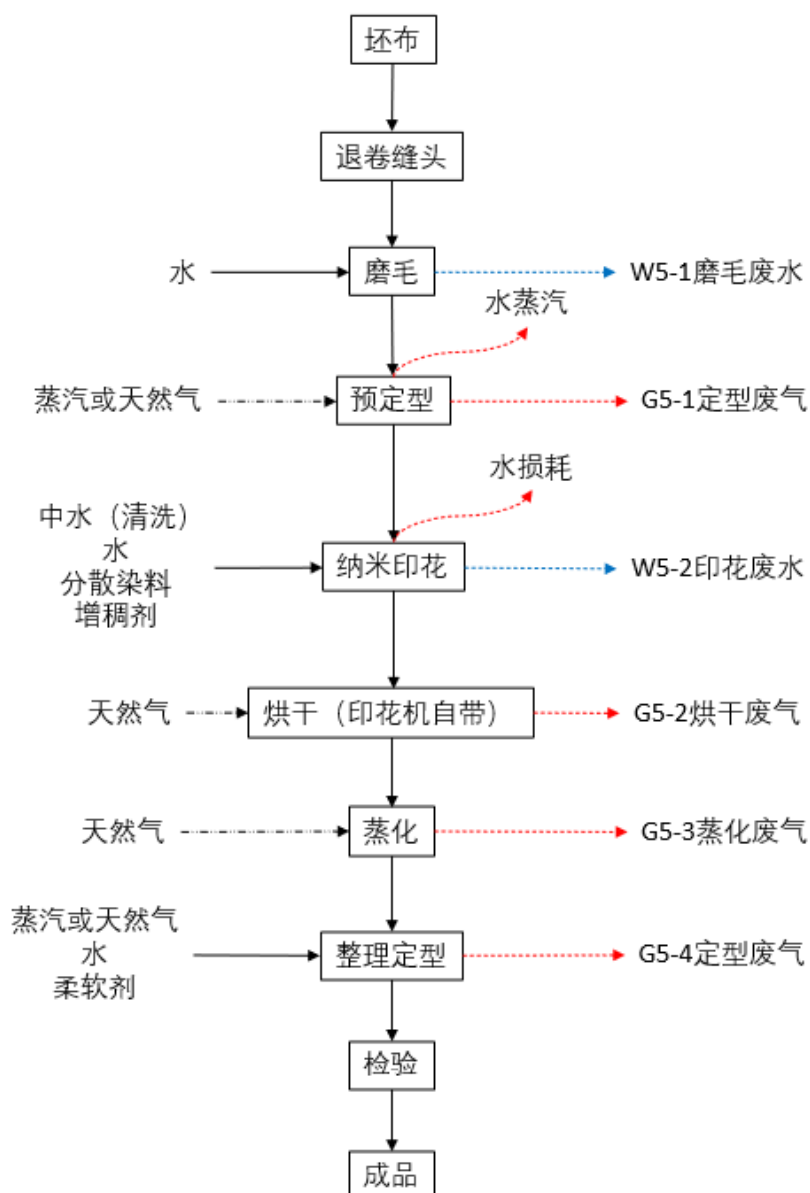 坯布
退卷缝头
水
磨毛
W5-1磨毛废水
水蒸汽
蒸汽或天然气
预定型
G5-1定型废气
水损耗
中水（清洗）
水
分散染料
增稠剂
纳米印花
W5-2印花废水
天然气
烘干（印花机自带）
G5-2烘干废气
天然气
蒸化
G5-3蒸化废气
蒸汽或天然气
水
柔软剂
整理定型
G5-4定型废气
检验
成品